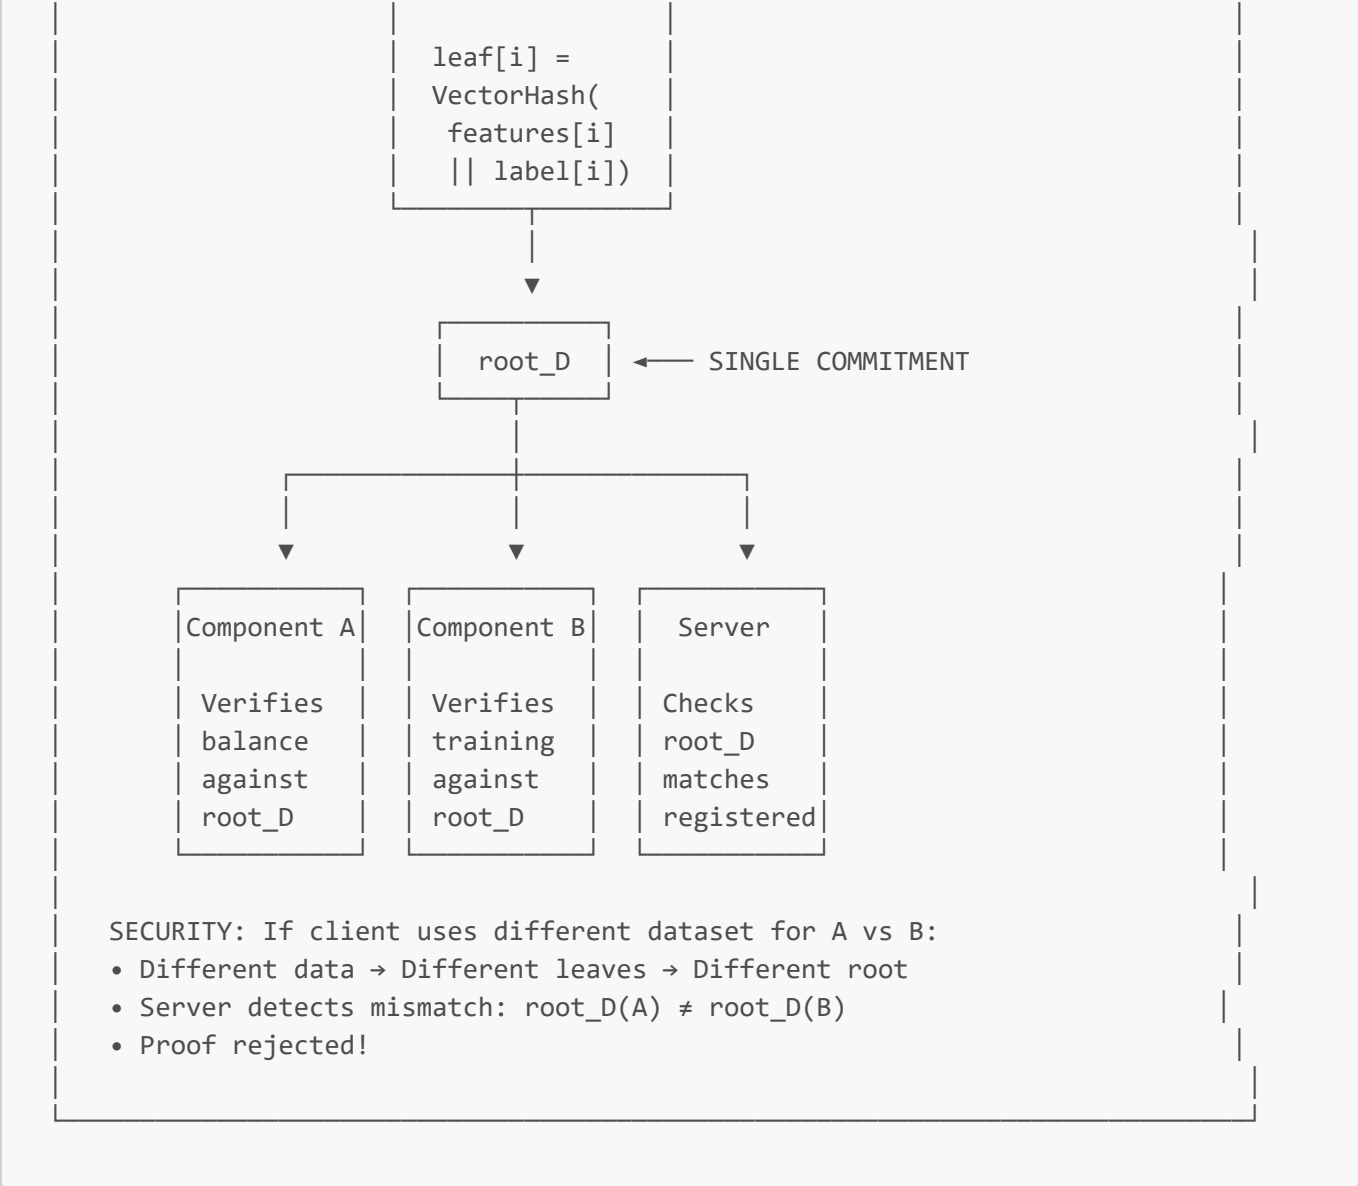 leaf[i] =
VectorHash(
features[i]
|| label[i])
root_D ◄─── SINGLE COMMITMENT
Component A Component B Server
Verifies Verifies Checks
balance training root_D
against against matches
root_D root_D registered
SECURITY: If client uses different dataset for A vs B:
• Different data → Different leaves → Different root
• Server detects mismatch: root_D(A) ≠ root_D(B)
• Proof rejected!